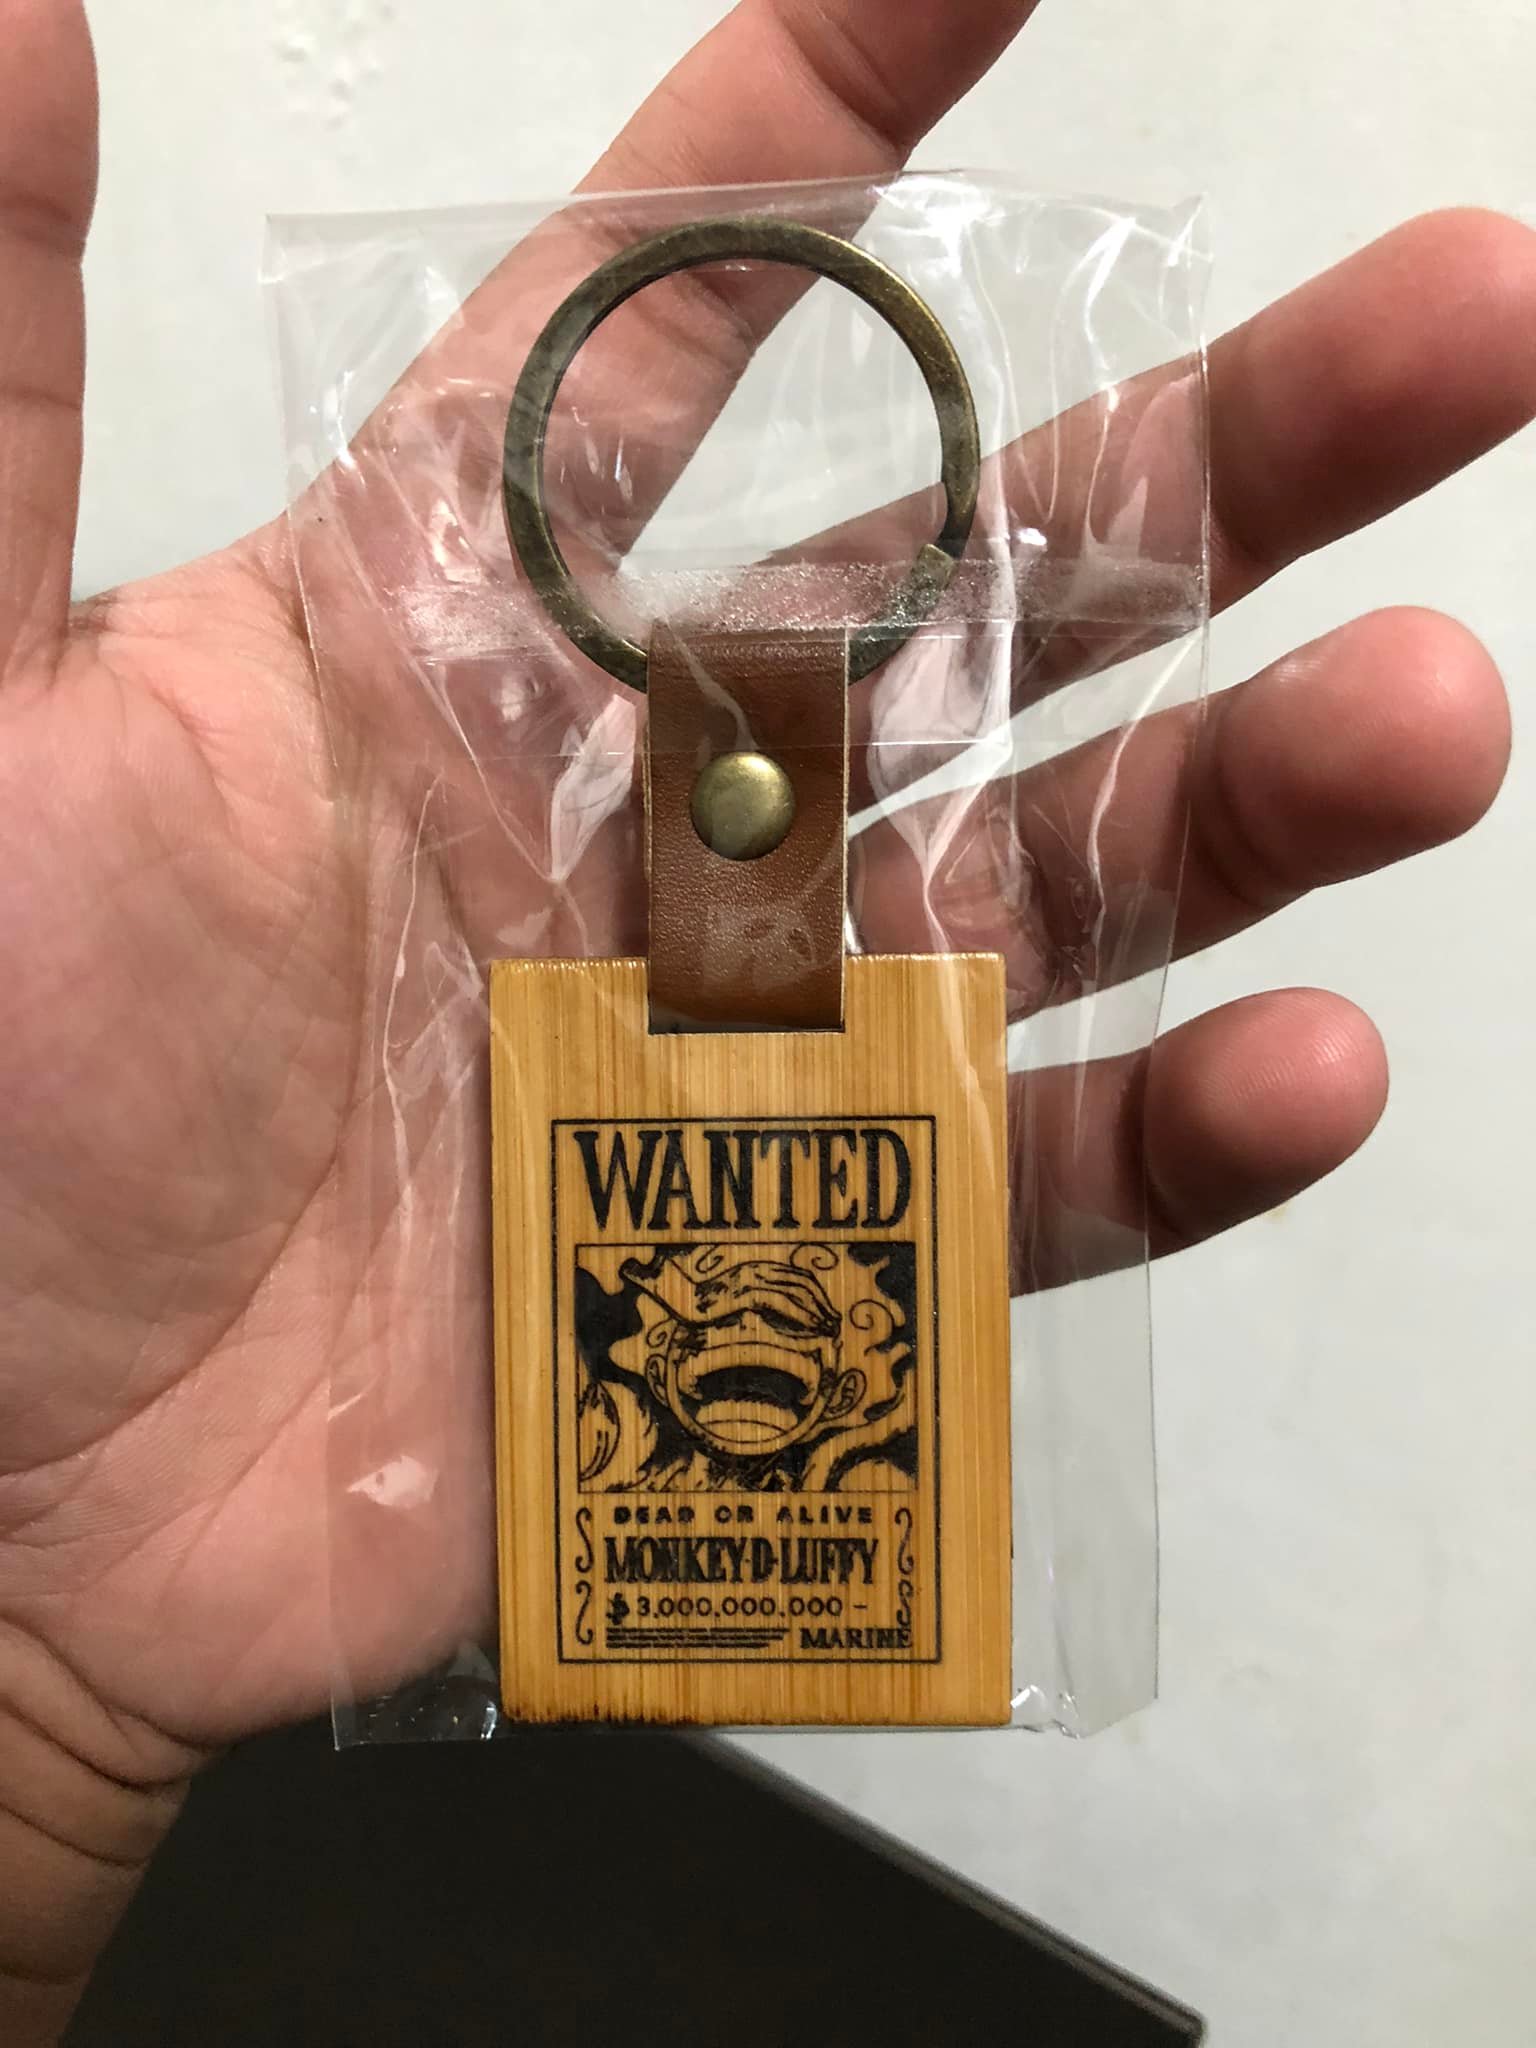 WANTED
DEAD OR ALIVE
MONKEY·D·LUFFY
฿3,000,000,000-
MARINE